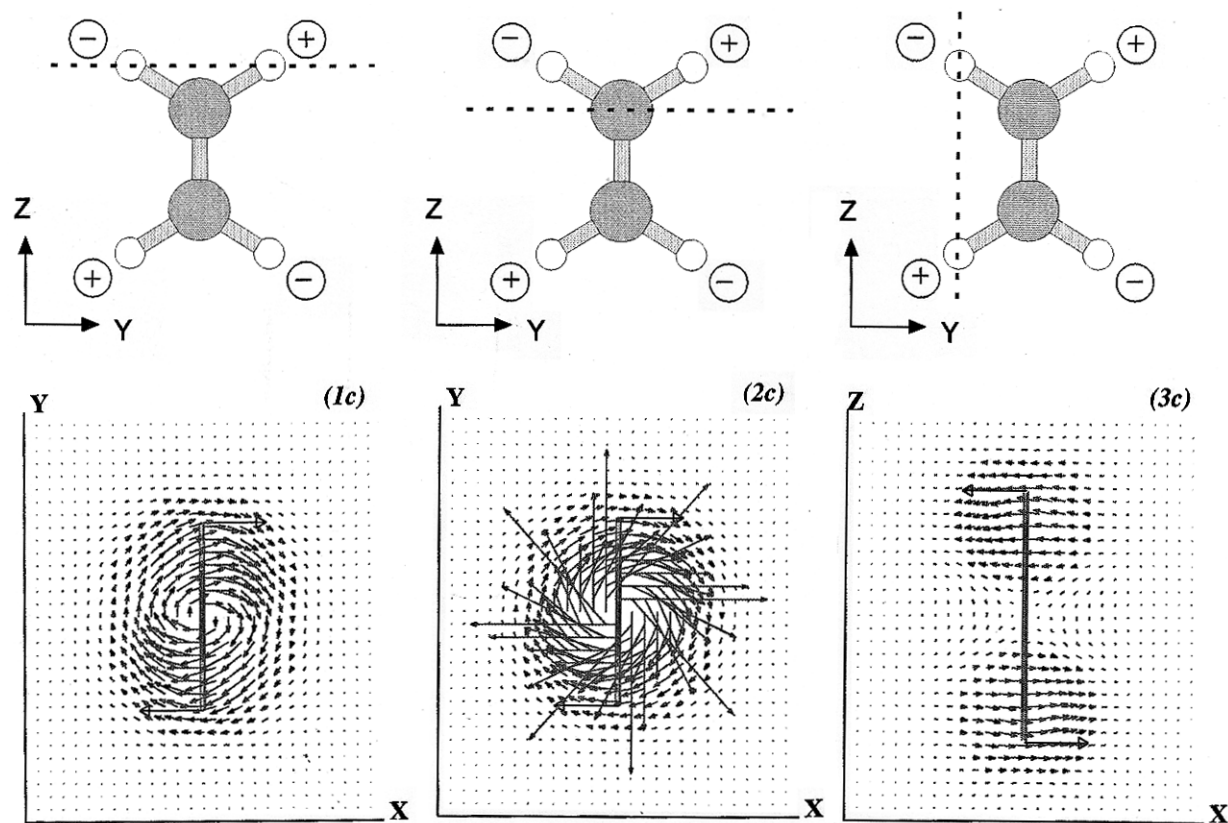 − + − + − +
Z Z Z
+ − + − + −
Y Y Y
Y (1c) Y (2c) Z (3c)
X X X